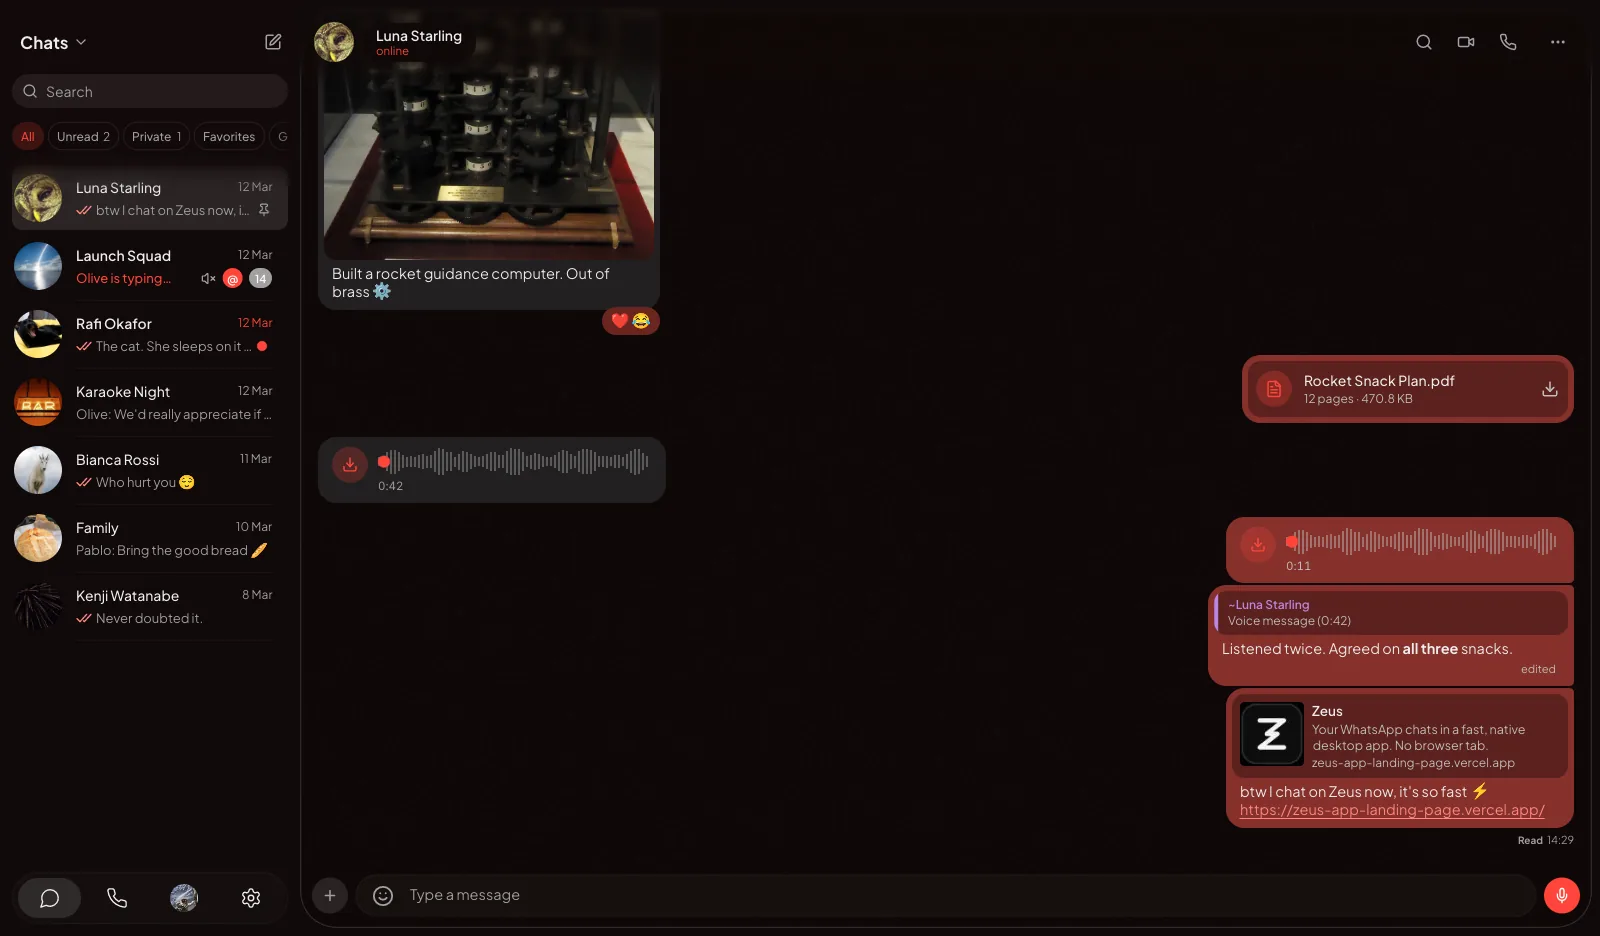 Chats
Search
All
Unread 2
Private 1
Favorites
G
Luna Starling
12 Mar
btw I chat on Zeus now, i...
Launch Squad
12 Mar
Olive is typing...
@
14
Rafi Okafor
12 Mar
The cat. She sleeps on it ...
Karaoke Night
12 Mar
Olive: We'd really appreciate if ...
BAR
Bianca Rossi
11 Mar
Who hurt you 😌
Family
10 Mar
Pablo: Bring the good bread 🥖
Kenji Watanabe
8 Mar
Never doubted it.
Luna Starling
online
Built a rocket guidance computer. Out of
brass ⚙️
❤️😂
Rocket Snack Plan.pdf
12 pages · 470.8 KB
0:42
0:11
~Luna Starling
Voice message (0:42)
Listened twice. Agreed on all three snacks.
edited
Zeus
Your WhatsApp chats in a fast, native
desktop app. No browser tab.
zeus-app-landing-page.vercel.app
btw I chat on Zeus now, it's so fast ⚡
https://zeus-app-landing-page.vercel.app/
Read 14:29
Type a message